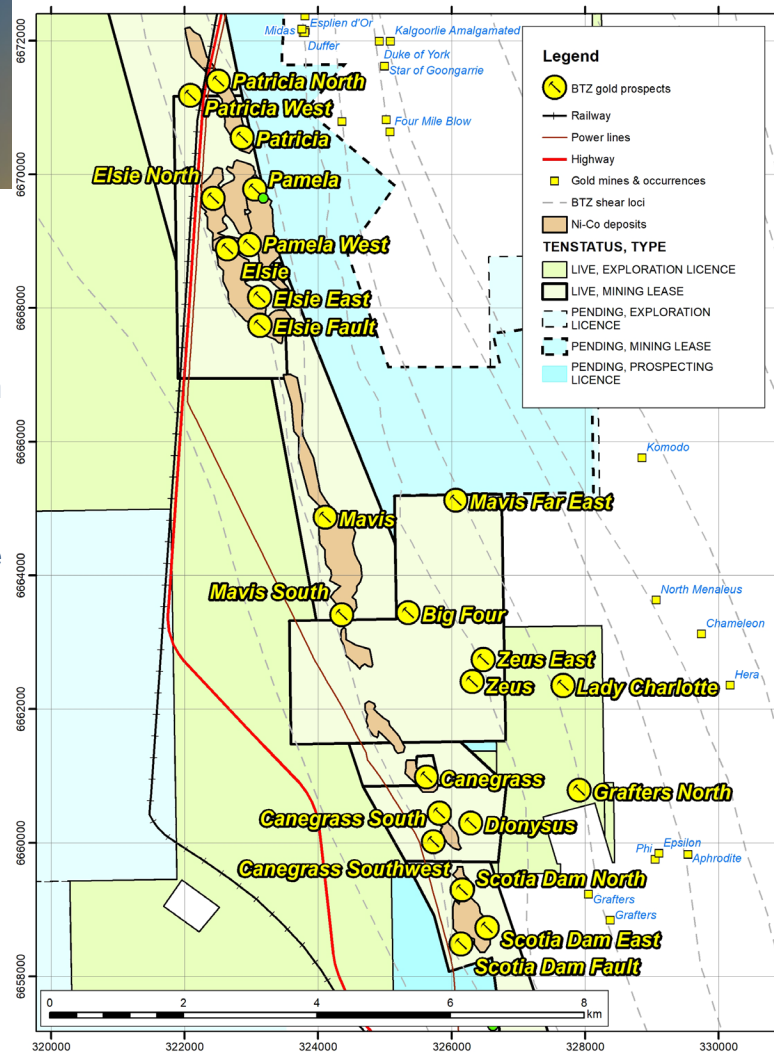 6672000
6670000
6668000
6666000
6664000
6662000
6660000
6658000
Midas
Esplien d'Or
Duffer
Kalgoorlie Amalgamated
Duke of York
Star of Goongarrie
Four Mile Blow
Patricia North
Patricia West
Patricia
Elsie North
Pamela
Pamela West
Elsie
Elsie East
Elsie Fault
Legend
BTZ gold prospects
Railway
Power lines
Highway
Gold mines & occurrences
BTZ shear loci
Ni-Co deposits
TENSTATUS, TYPE
LIVE, EXPLORATION LICENCE
LIVE, MINING LEASE
PENDING, EXPLORATION
LICENCE
PENDING, MINING LEASE
PENDING, PROSPECTING
LICENCE
Komodo
Mavis Far East
Mavis
Mavis South
Big Four
North Menaleus
Chameleon
Hera
Zeus East
Zeus
Lady Charlotte
Canegrass
Grafters North
Canegrass South
Dionysus
Canegrass Southwest
Phi
Epsilon
Aphrodite
Scotia Dam North
Grafters
Grafters
Scotia Dam East
Scotia Dam Fault
0 2 4 6 8
km
320000 322000 324000 326000 328000 330000